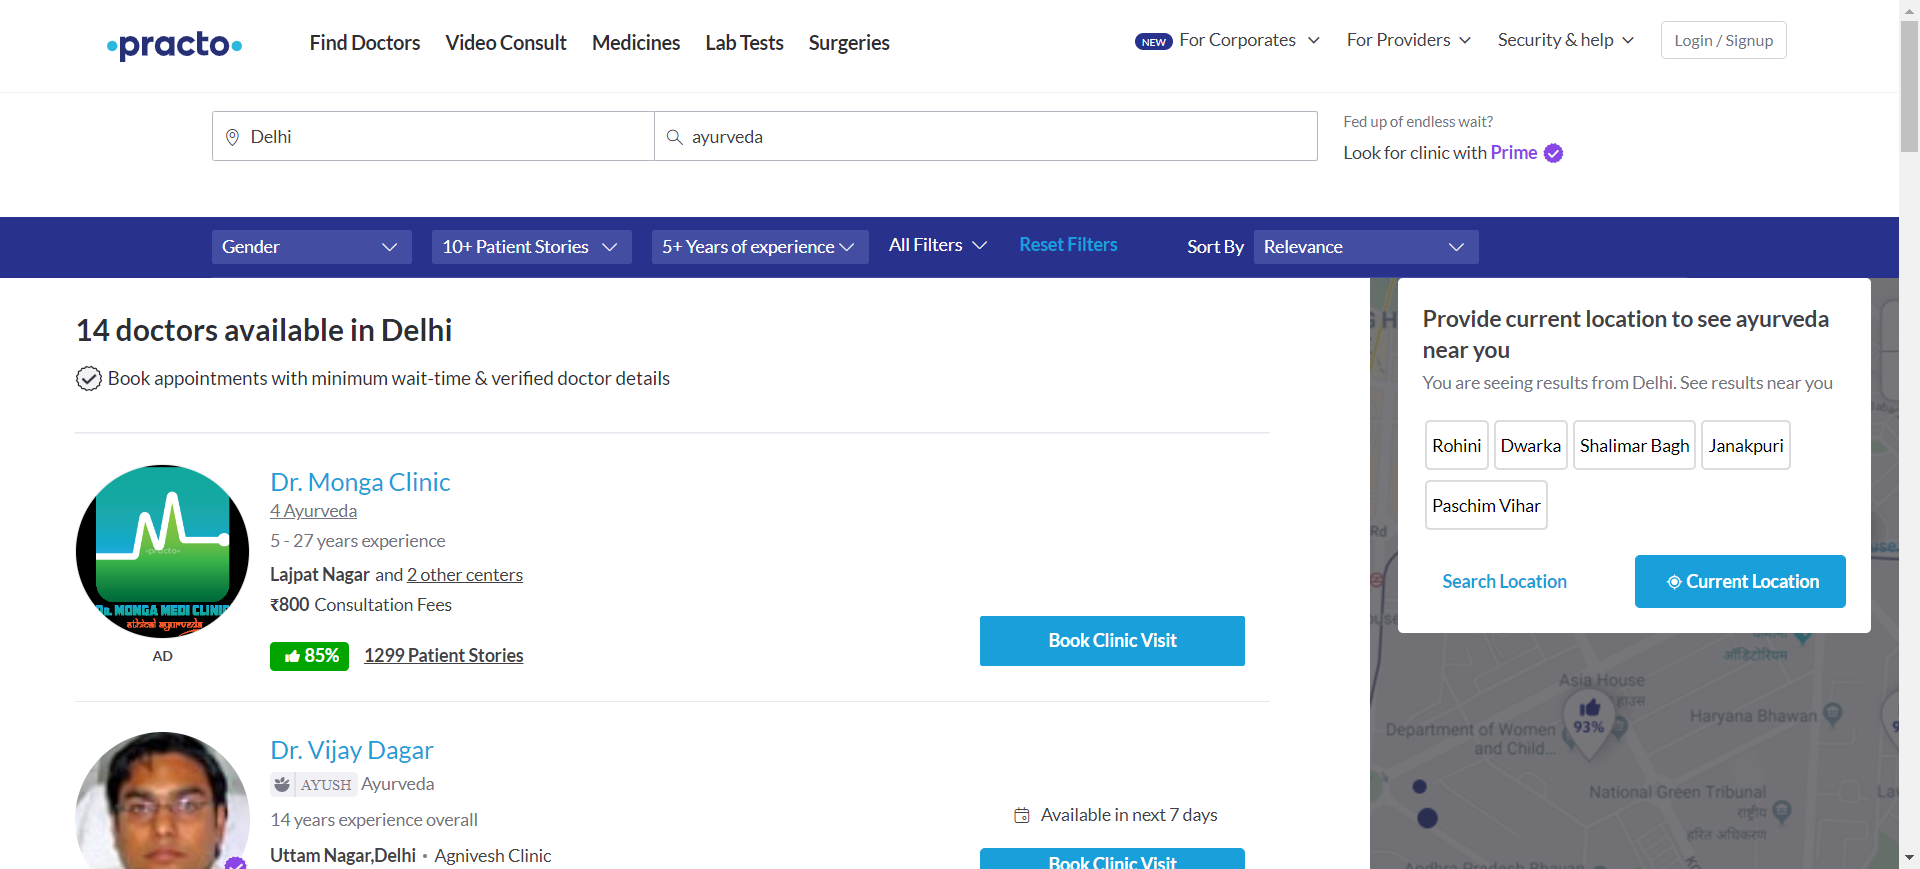 practo
Find Doctors
Video Consult
Medicines
Lab Tests
Surgeries
NEW For Corporates
For Providers
Security & help
Login / Signup
Delhi
ayurveda
Fed up of endless wait?
Look for clinic with Prime
Gender
10+ Patient Stories
5+ Years of experience
All Filters
Reset Filters
Sort By
Relevance
14 doctors available in Delhi
Book appointments with minimum wait-time & verified doctor details
practo
DR. MONGA MEDI CLINIC
ethical ayurveda
AD
Dr. Monga Clinic
4 Ayurveda
5 - 27 years experience
Lajpat Nagar and 2 other centers
₹800 Consultation Fees
85% 1299 Patient Stories
Book Clinic Visit
Dr. Vijay Dagar
AYUSH Ayurveda
14 years experience overall
Uttam Nagar,Delhi • Agnivesh Clinic
Available in next 7 days
Book Clinic Visit
Provide current location to see ayurveda
near you
You are seeing results from Delhi. See results near you
Rohini
Dwarka
Shalimar Bagh
Janakpuri
Paschim Vihar
Search Location
Current Location
Rd
ऑडिटोरियम
Asia House
हाउस
93%
Department of Women
and Child...
Haryana Bhawan
National Green Tribunal
राष्ट्रीय
हरित अधिकरण
Andhra Pradesh Bhavan